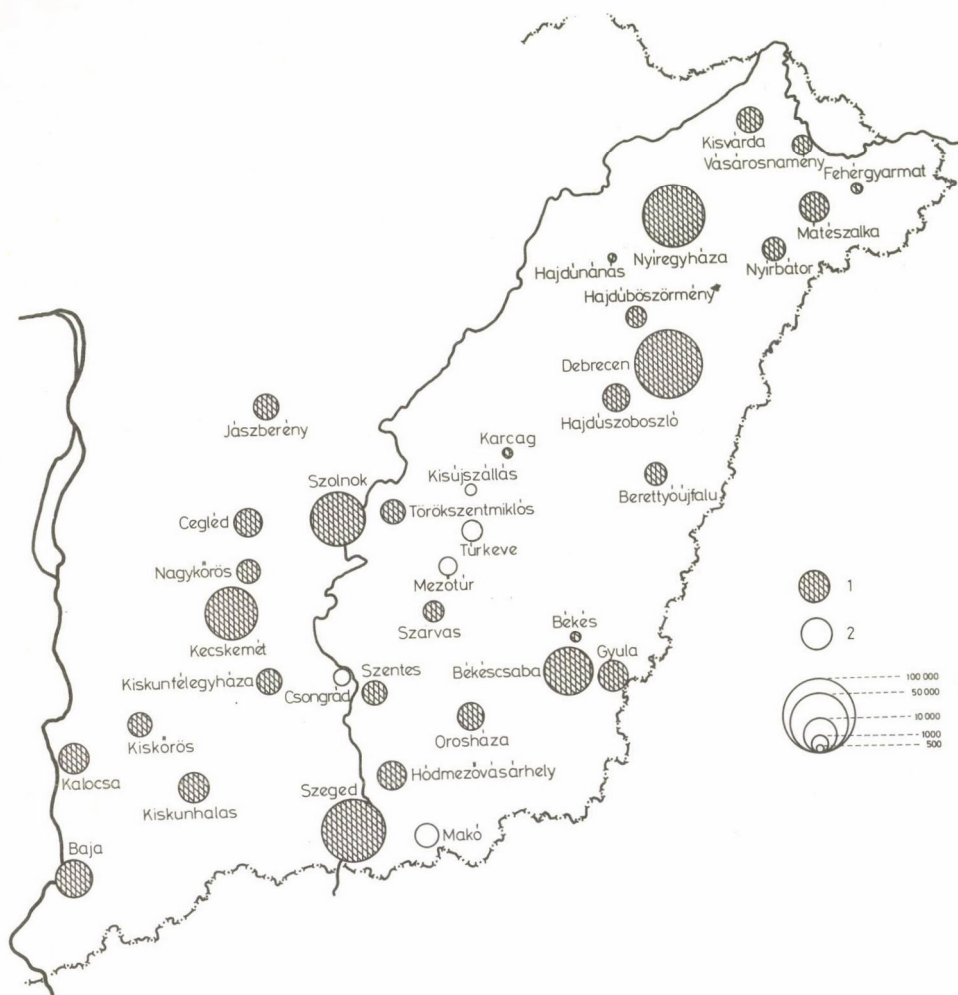 Kisvárda
Vásárosnamény
Fehérgyarmat
Mátészalka
Nyíregyháza
Nyírbátor
Hajdúnánás
Hajdúböszörmény
Debrecen
Hajdúszoboszló
Jászberény
Karcag
Kisújszállás
Berettyóújfalu
Szolnok
Törökszentmiklós
Cegléd
Túrkeve
Nagykőrös
Mezőtúr
1
Szarvas
Békés
2
Kecskemét
Gyula
Szentes
Békéscsaba
Kiskunfélegyháza
Csongrád
100 000
50 000
10 000
1000
500
Kiskőrös
Orosháza
Kalocsa
Hódmezővásárhely
Szeged
Kiskunhalas
Makó
Baja